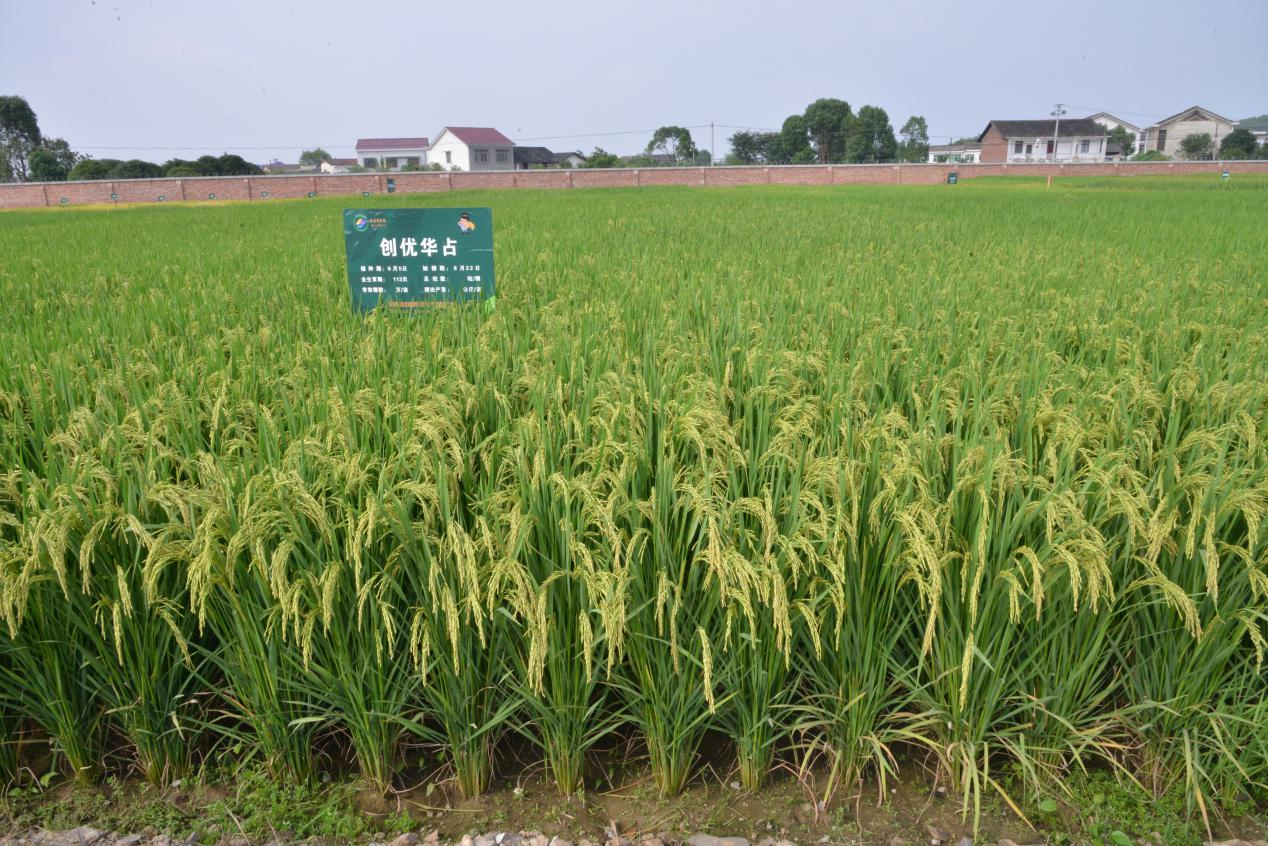 创优华占
播种期：6月5日 始穗期：8月22日
全生育期：113天 总粒数： 粒/穗
有效穗数： 万/亩 理论产量： 公斤/亩